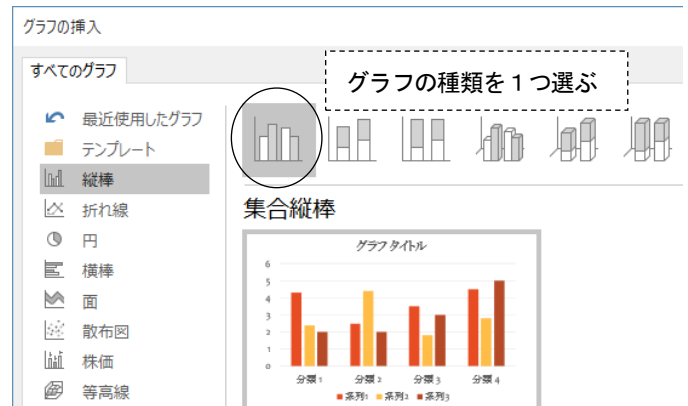 グラフの挿入
すべてのグラフ
グラフの種類を１つ選ぶ
最近使用したグラフ
テンプレート
縦棒
折れ線
円
横棒
面
散布図
株価
等高線
集合縦棒
グラフ タイトル
6
5
4
3
2
1
0
分類 1 分類 2 分類 3 分類 4
系列1 系列2 系列3